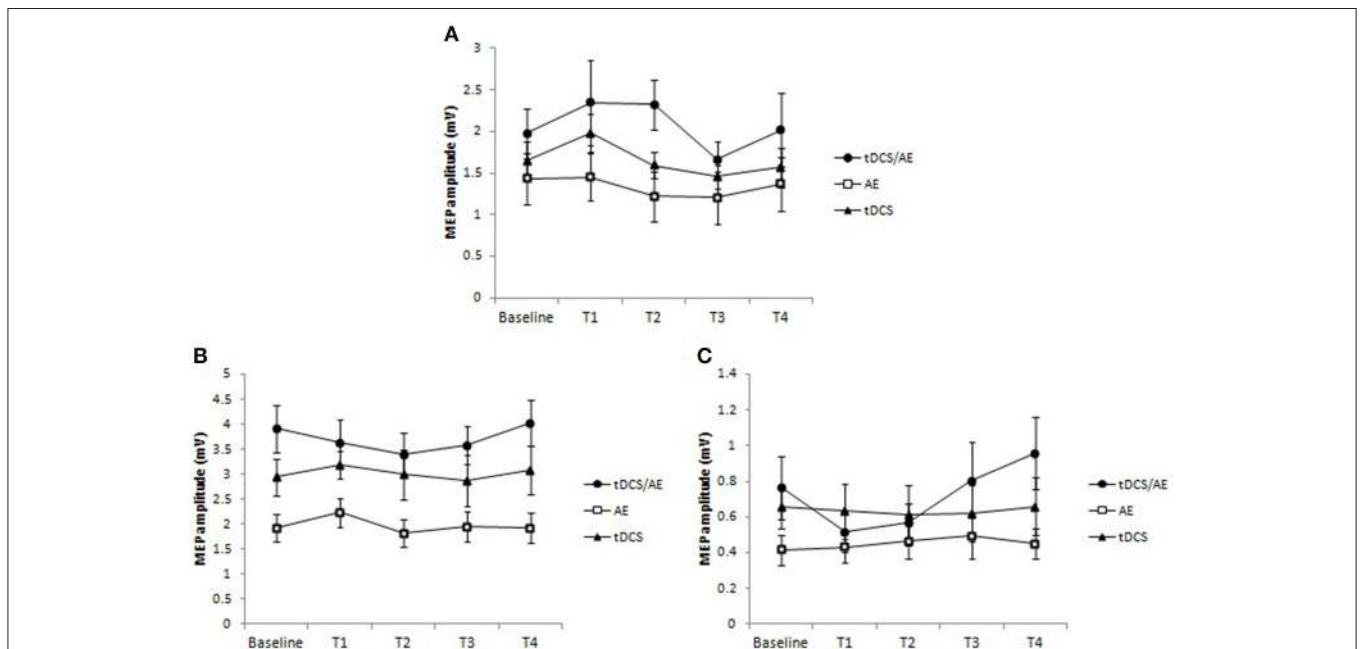 A
MEP amplitude (mV)
3
2.5
2
1.5
1
0.5
0
Baseline T1 T2 T3 T4
tDCS/AE
AE
tDCS
B
MEP amplitude (mV)
5
4.5
4
3.5
3
2.5
2
1.5
1
0.5
0
Baseline T1 T2 T3 T4
tDCS/AE
AE
tDCS
C
MEP amplitude (mV)
1.4
1.2
1
0.8
0.6
0.4
0.2
0
Baseline T1 T2 T3 T4
tDCS/AE
AE
tDCS